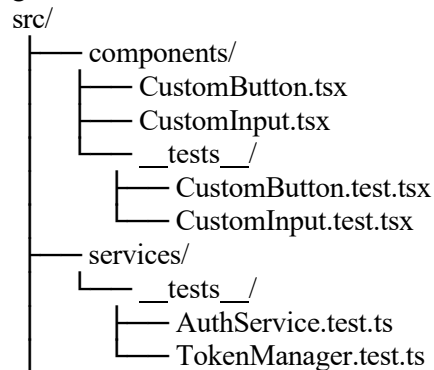 src/
components/
CustomButton.tsx
CustomInput.tsx
__tests__/
CustomButton.test.tsx
CustomInput.test.tsx
services/
__tests__/
AuthService.test.ts
TokenManager.test.ts